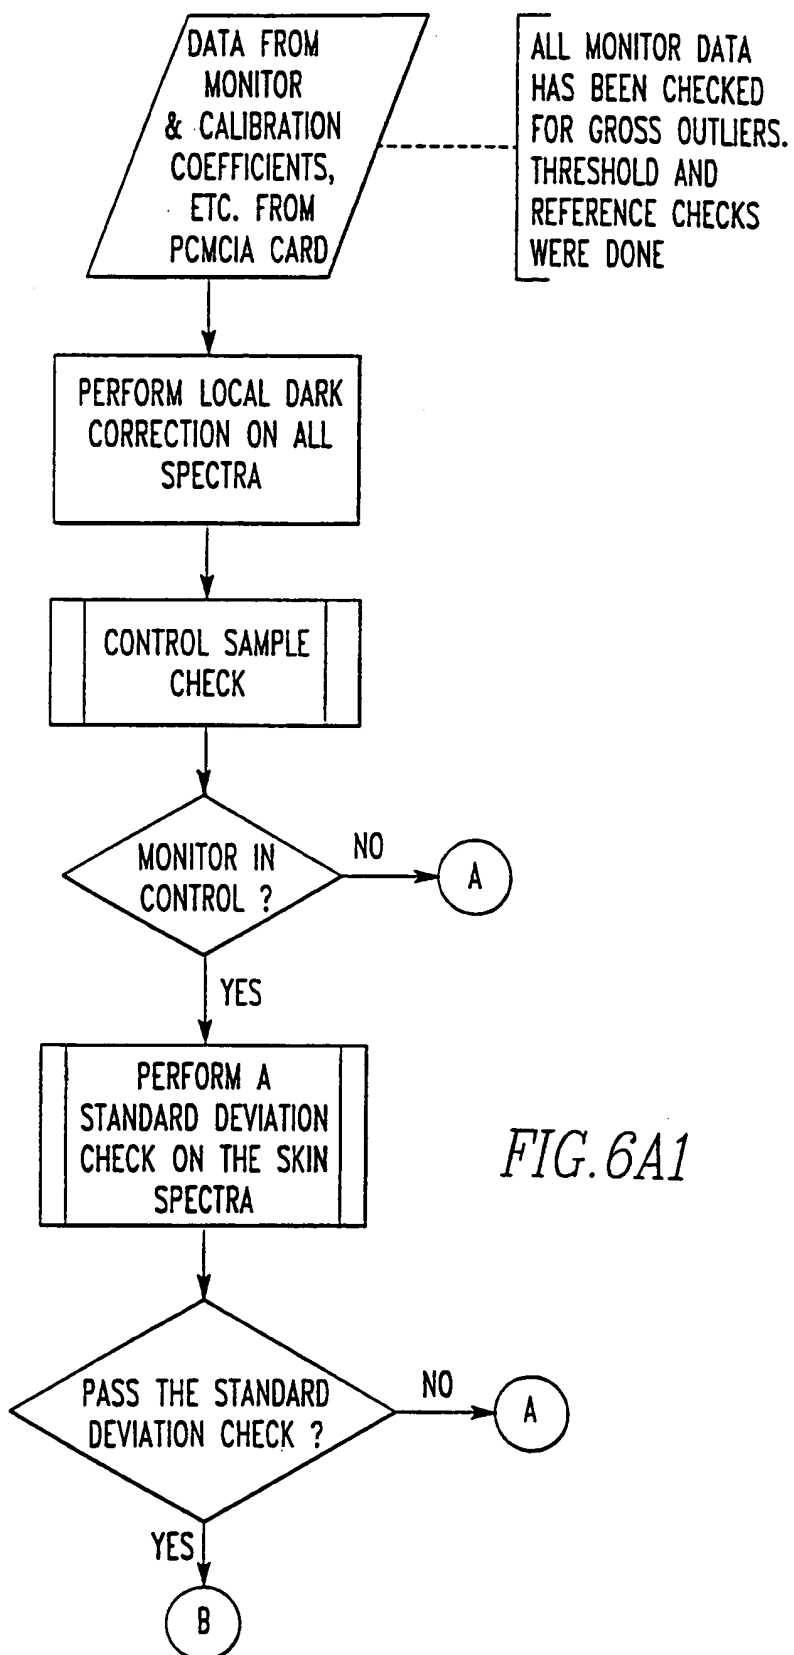 DATA FROM
MONITOR
& CALIBRATION
COEFFICIENTS,
ETC. FROM
PCMCIA CARD
ALL MONITOR DATA
HAS BEEN CHECKED
FOR GROSS OUTLIERS.
THRESHOLD AND
REFERENCE CHECKS
WERE DONE
PERFORM LOCAL DARK
CORRECTION ON ALL
SPECTRA
CONTROL SAMPLE
CHECK
MONITOR IN
CONTROL ?
NO
A
YES
PERFORM A
STANDARD DEVIATION
CHECK ON THE SKIN
SPECTRA
FIG.6A1
PASS THE STANDARD
DEVIATION CHECK ?
NO
A
YES
B